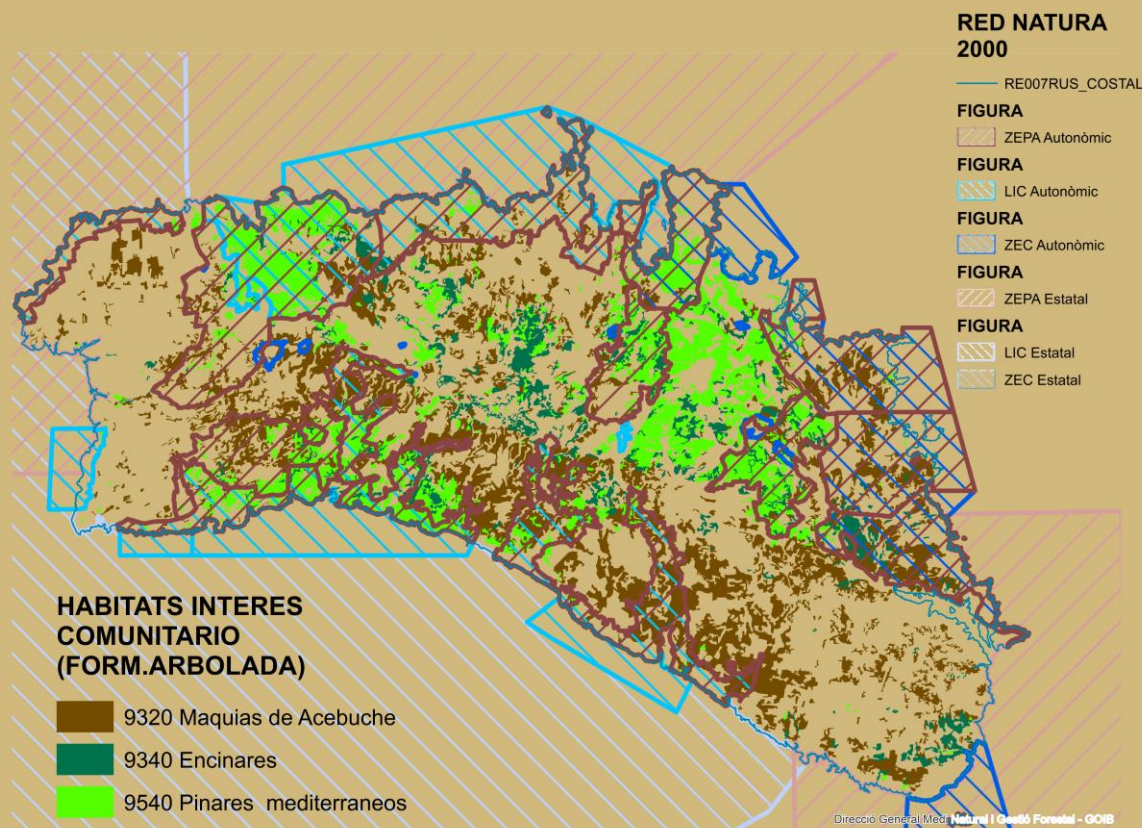 RED NATURA
2000
RE007RUS_COSTAL
FIGURA
ZEPA Autonòmic
FIGURA
LIC Autonòmic
FIGURA
ZEC Autonòmic
FIGURA
ZEPA Estatal
FIGURA
LIC Estatal
ZEC Estatal
HABITATS INTERES
COMUNITARIO
(FORM.ARBOLADA)
9320 Maquias de Acebuche
9340 Encinares
9540 Pinares mediterraneos
Direcció General Medi Natural i Gestió Forestal - GOIB